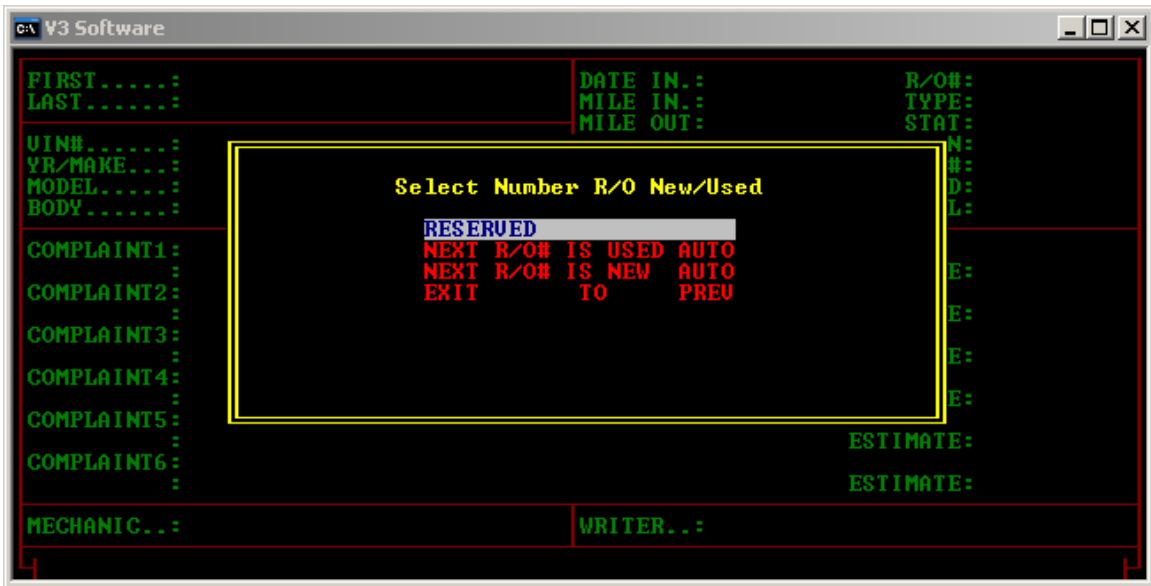 V3 Software
FIRST.....: DATE IN.: R/O#:
LAST......: MILE IN.: TYPE:
MILE OUT: STAT:
VIN#......: N:
YR/MAKE...: #:
MODEL.....: Select Number R/O New/Used D:
BODY......: L:
RESERVED
COMPLAINT1: NEXT R/O# IS USED AUTO
: NEXT R/O# IS NEW AUTO E:
COMPLAINT2: EXIT TO PREV
: E:
COMPLAINT3:
: E:
COMPLAINT4:
: E:
COMPLAINT5:
: ESTIMATE:
COMPLAINT6:
: ESTIMATE:
MECHANIC..: WRITER..: